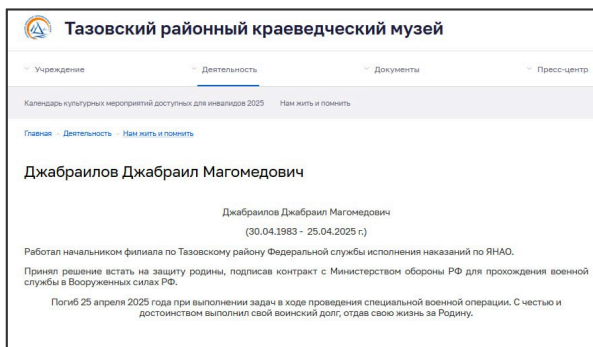 Тазовский районный краеведческий музей
Учреждение Деятельность Документы Пресс-центр
Календарь культурных мероприятий доступных для инвалидов 2025 Нам жить и помнить
Главная – Деятельность – Нам жить и помнить
Джабраилов Джабраил Магомедович
Джабраилов Джабраил Магомедович
(30.04.1983 - 25.04.2025 г.)
Работал начальником филиала по Тазовскому району Федеральной службы исполнения наказаний по ЯНАО.
Принял решение встать на защиту родины, подписав контракт с Министерством обороны РФ для прохождения военной
службы в Вооруженных силах РФ.
Погиб 25 апреля 2025 года при выполнении задач в ходе проведения специальной военной операции. С честью и
достоинством выполнил свой воинский долг, отдав свою жизнь за Родину.